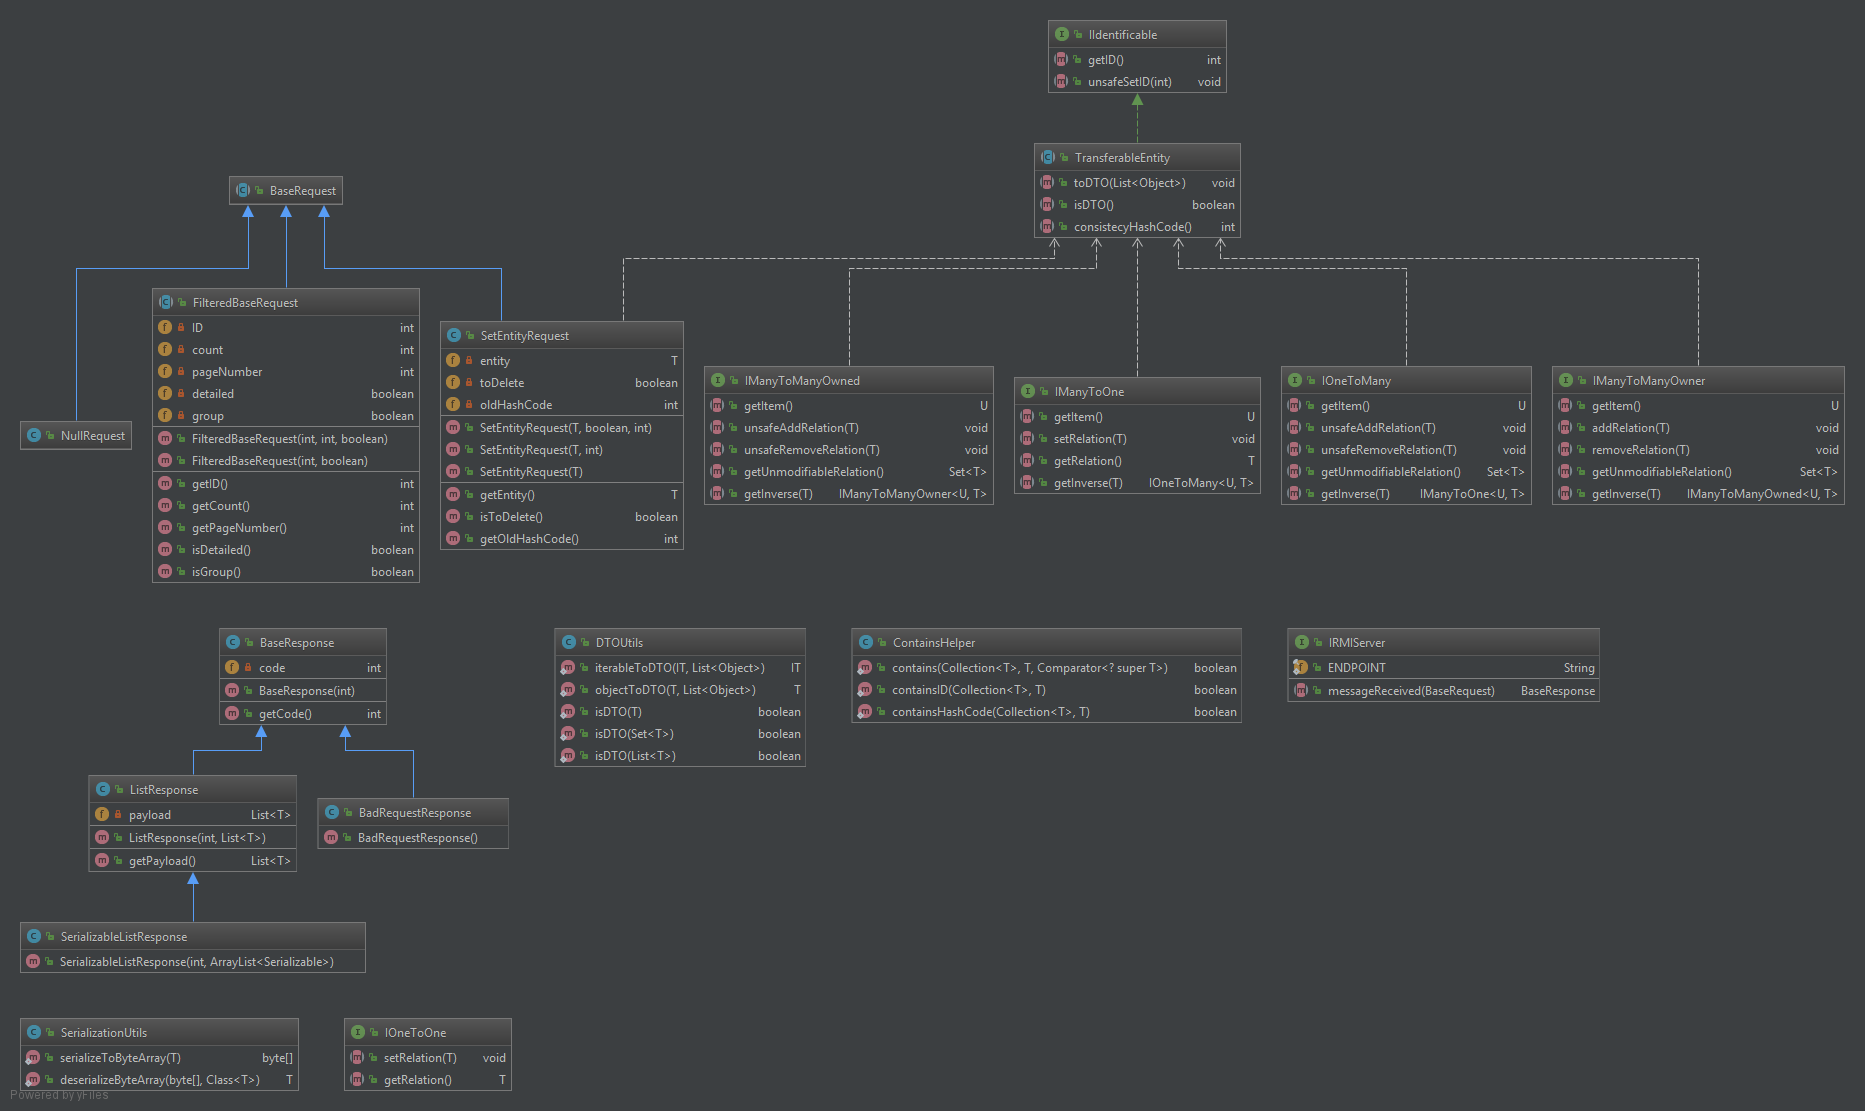 IIdentificable
getID() int
unsafeSetID(int) void
TransferableEntity
toDTO(List<Object>) void
isDTO() boolean
consistecyHashCode() int
BaseRequest
NullRequest
FilteredBaseRequest
ID int
count int
pageNumber int
detailed boolean
group boolean
FilteredBaseRequest(int, int, boolean)
FilteredBaseRequest(int, boolean)
getID() int
getCount() int
getPageNumber() int
isDetailed() boolean
isGroup() boolean
SetEntityRequest
entity T
toDelete boolean
oldHashCode int
SetEntityRequest(T, boolean, int)
SetEntityRequest(T, int)
SetEntityRequest(T)
getEntity() T
isToDelete() boolean
getOldHashCode() int
IManyToManyOwned
getItem() U
unsafeAddRelation(T) void
unsafeRemoveRelation(T) void
getUnmodifiableRelation() Set<T>
getInverse(T) IManyToManyOwner<U, T>
IManyToOne
getItem() U
setRelation(T) void
getRelation() T
getInverse(T) IOneToMany<U, T>
IOneToMany
getItem() U
unsafeAddRelation(T) void
unsafeRemoveRelation(T) void
getUnmodifiableRelation() Set<T>
getInverse(T) IManyToOne<U, T>
IManyToManyOwner
getItem() U
addRelation(T) void
removeRelation(T) void
getUnmodifiableRelation() Set<T>
getInverse(T) IManyToManyOwned<U, T>
BaseResponse
code int
BaseResponse(int)
getCode() int
DTOUtils
iterableToDTO(IT, List<Object>) IT
objectToDTO(T, List<Object>) T
isDTO(T) boolean
isDTO(Set<T>) boolean
isDTO(List<T>) boolean
ContainsHelper
contains(Collection<T>, T, Comparator<? super T>) boolean
containsID(Collection<T>, T) boolean
containsHashCode(Collection<T>, T) boolean
IRMIServer
ENDPOINT String
messageReceived(BaseRequest) BaseResponse
ListResponse
payload List<T>
ListResponse(int, List<T>)
getPayload() List<T>
BadRequestResponse
BadRequestResponse()
SerializableListResponse
SerializableListResponse(int, ArrayList<Serializable>)
SerializationUtils
serializeToByteArray(T) byte[]
deserializeByteArray(byte[], Class<T>) T
IOneToOne
setRelation(T) void
getRelation() T
Powered by yFiles